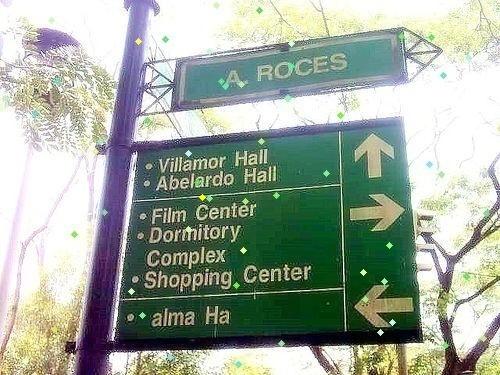 A. ROCES
• Villamor Hall
• Abelardo Hall
• Film Center
• Dormitory
Complex
• Shopping Center
• alma Ha